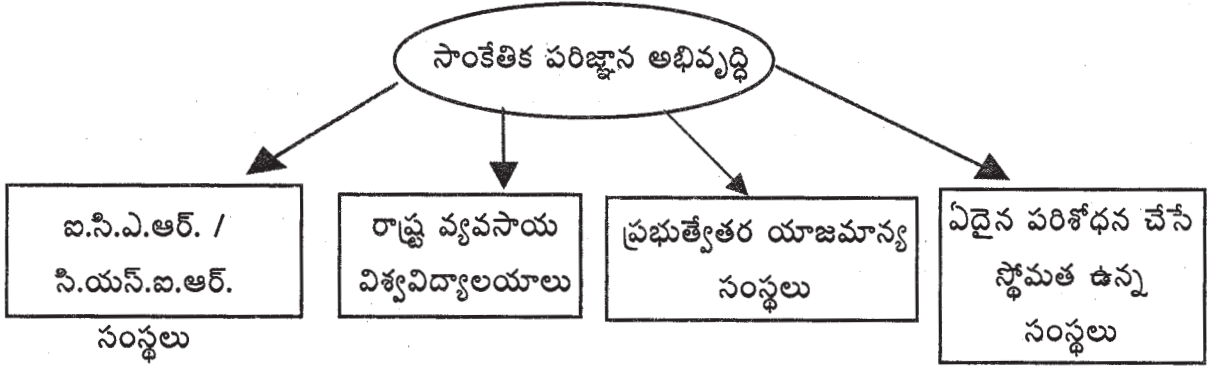 సాంకేతిక పరిజ్ఞాన అభివృద్ధి
ఐ.సి.ఎ.ఆర్. /
సి.యస్.ఐ.ఆర్.
సంస్థలు
రాష్ట్ర వ్యవసాయ
విశ్వవిద్యాలయాలు
ప్రభుత్వేతర యాజమాన్య
సంస్థలు
ఏదైన పరిశోధన చేసే
స్థోమత ఉన్న
సంస్థలు